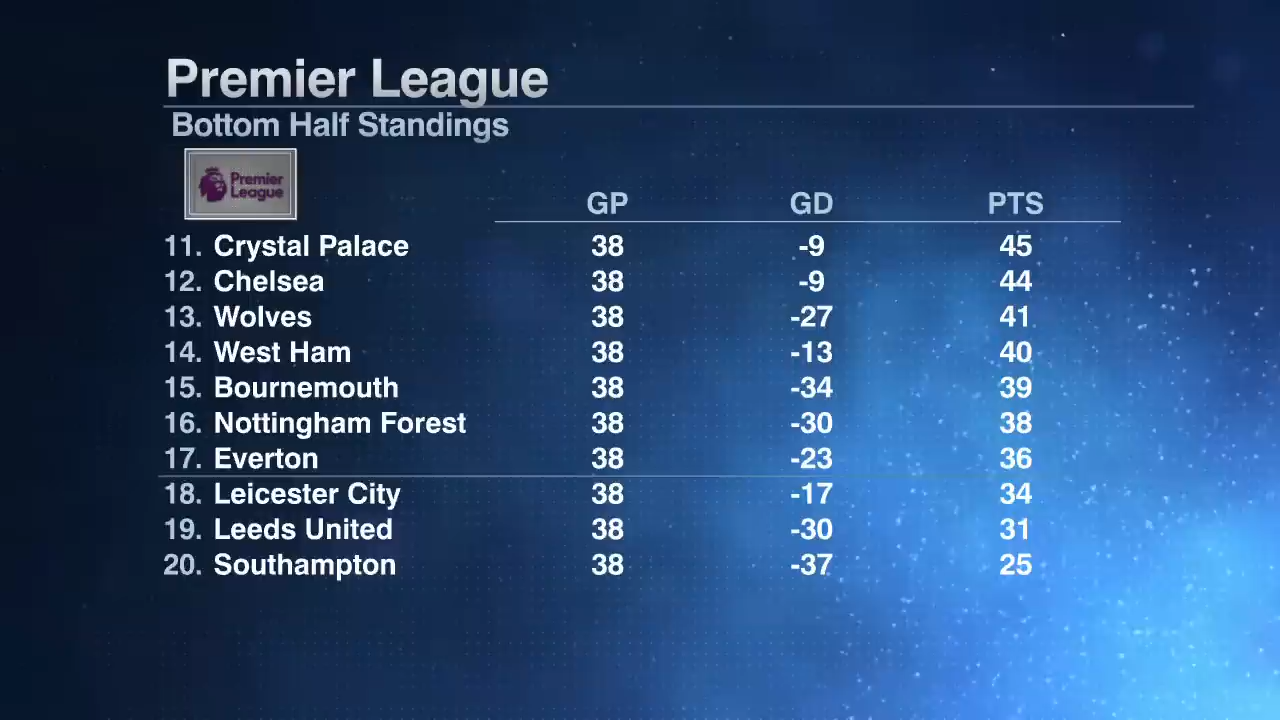 Premier League
Bottom Half Standings
Premier
League
GP GD PTS
11. Crystal Palace 38 -9 45
12. Chelsea 38 -9 44
13. Wolves 38 -27 41
14. West Ham 38 -13 40
15. Bournemouth 38 -34 39
16. Nottingham Forest 38 -30 38
17. Everton 38 -23 36
18. Leicester City 38 -17 34
19. Leeds United 38 -30 31
20. Southampton 38 -37 25